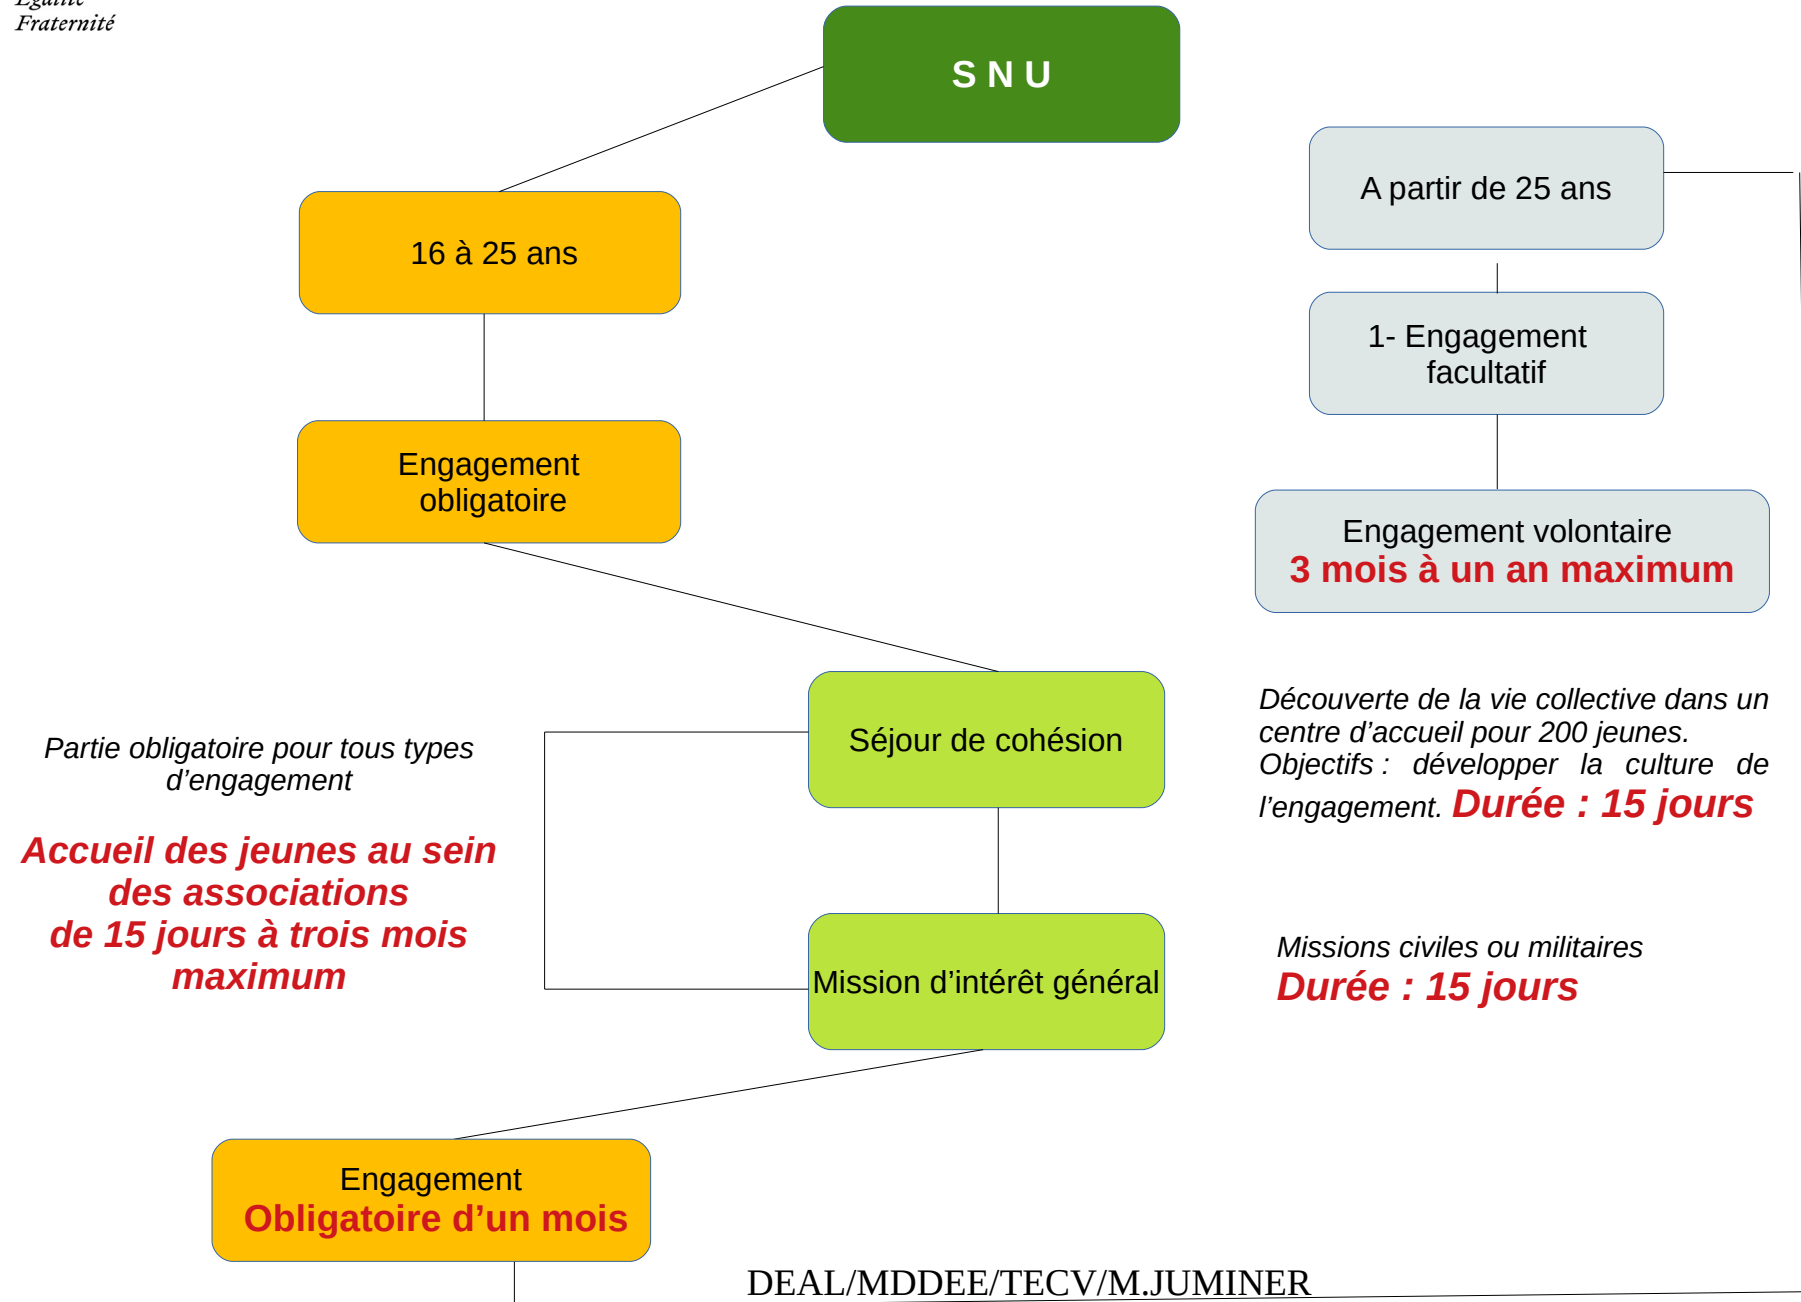 Fraternité
S N U
A partir de 25 ans
16 à 25 ans
1- Engagement
facultatif
Engagement
obligatoire
Engagement volontaire
3 mois à un an maximum
Séjour de cohésion
Découverte de la vie collective dans un
centre d’accueil pour 200 jeunes.
Objectifs : développer la culture de
l’engagement. Durée : 15 jours
Partie obligatoire pour tous types
d’engagement
Accueil des jeunes au sein
des associations
de 15 jours à trois mois
maximum
Mission d’intérêt général
Missions civiles ou militaires
Durée : 15 jours
Engagement
Obligatoire d’un mois
DEAL/MDDEE/TECV/M.JUMINER